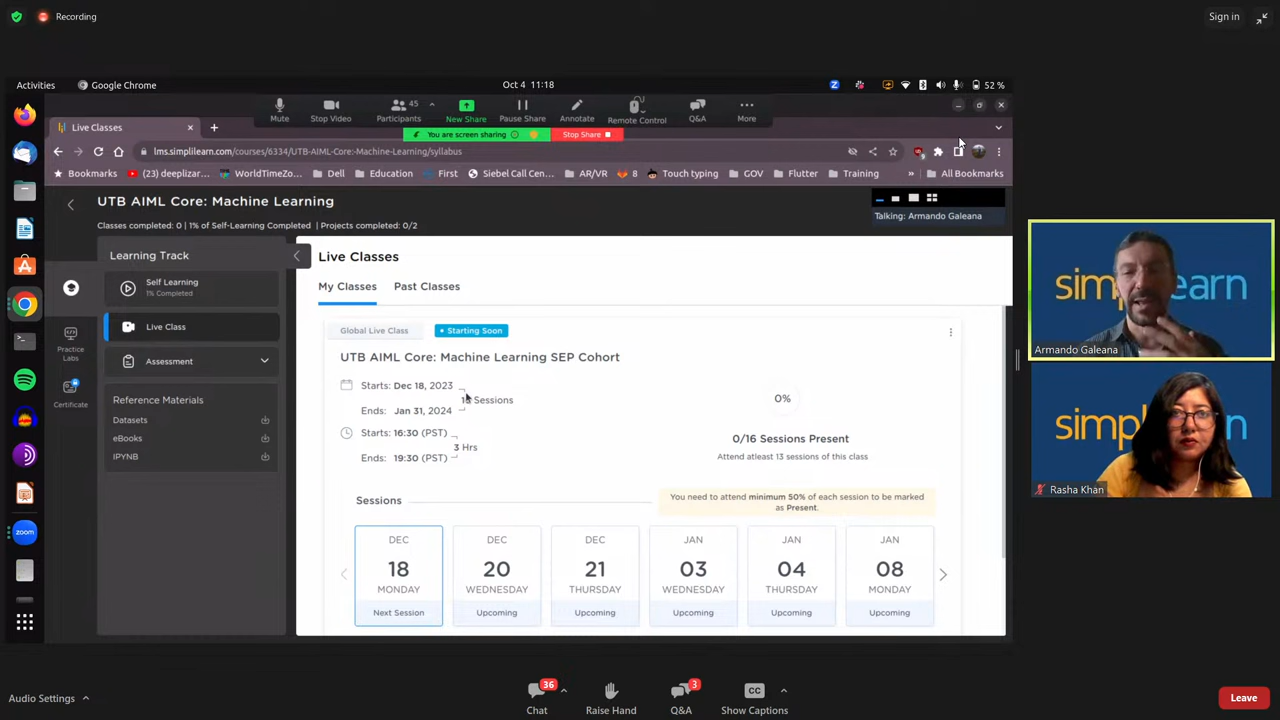 Recording
Sign in
Activities
Google Chrome
Oct 4 11:18
52 %
45
Mute
Stop Video
Participants
New Share
Pause Share
Annotate
Remote Control
Q&A
More
Live Classes
You are screen sharing
Stop Share
lms.simplilearn.com/courses/6334/UTB-AIML-Core:-Machine-Learning/syllabus
Bookmarks
(23) deeplizar...
WorldTimeZo...
Dell
Education
First
Siebel Call Cen...
AR/VR
8
Touch typing
GOV
Flutter
Training
»
All Bookmarks
UTB AIML Core: Machine Learning
Classes completed: 0 | 1% of Self-Learning Completed | Projects completed: 0/2
Talking: Armando Galeana
Learning Track
Self Learning
1% Completed
Live Class
Assessment
Reference Materials
Datasets
eBooks
IPYNB
Practice
Labs
Certificate
Live Classes
My Classes
Past Classes
Global Live Class
Starting Soon
UTB AIML Core: Machine Learning SEP Cohort
Starts: Dec 18, 2023
Sessions
Ends: Jan 31, 2024
Starts: 16:30 (PST)
3 Hrs
Ends: 19:30 (PST)
0%
0/16 Sessions Present
Attend atleast 13 sessions of this class
Sessions
You need to attend minimum 50% of each session to be marked
as Present.
DEC
18
MONDAY
Next Session
DEC
20
WEDNESDAY
Upcoming
DEC
21
THURSDAY
Upcoming
JAN
03
WEDNESDAY
Upcoming
JAN
04
THURSDAY
Upcoming
JAN
08
MONDAY
Upcoming
zoom
Armando Galeana
Rasha Khan
Audio Settings
36
Chat
Raise Hand
3
Q&A
CC
Show Captions
Leave